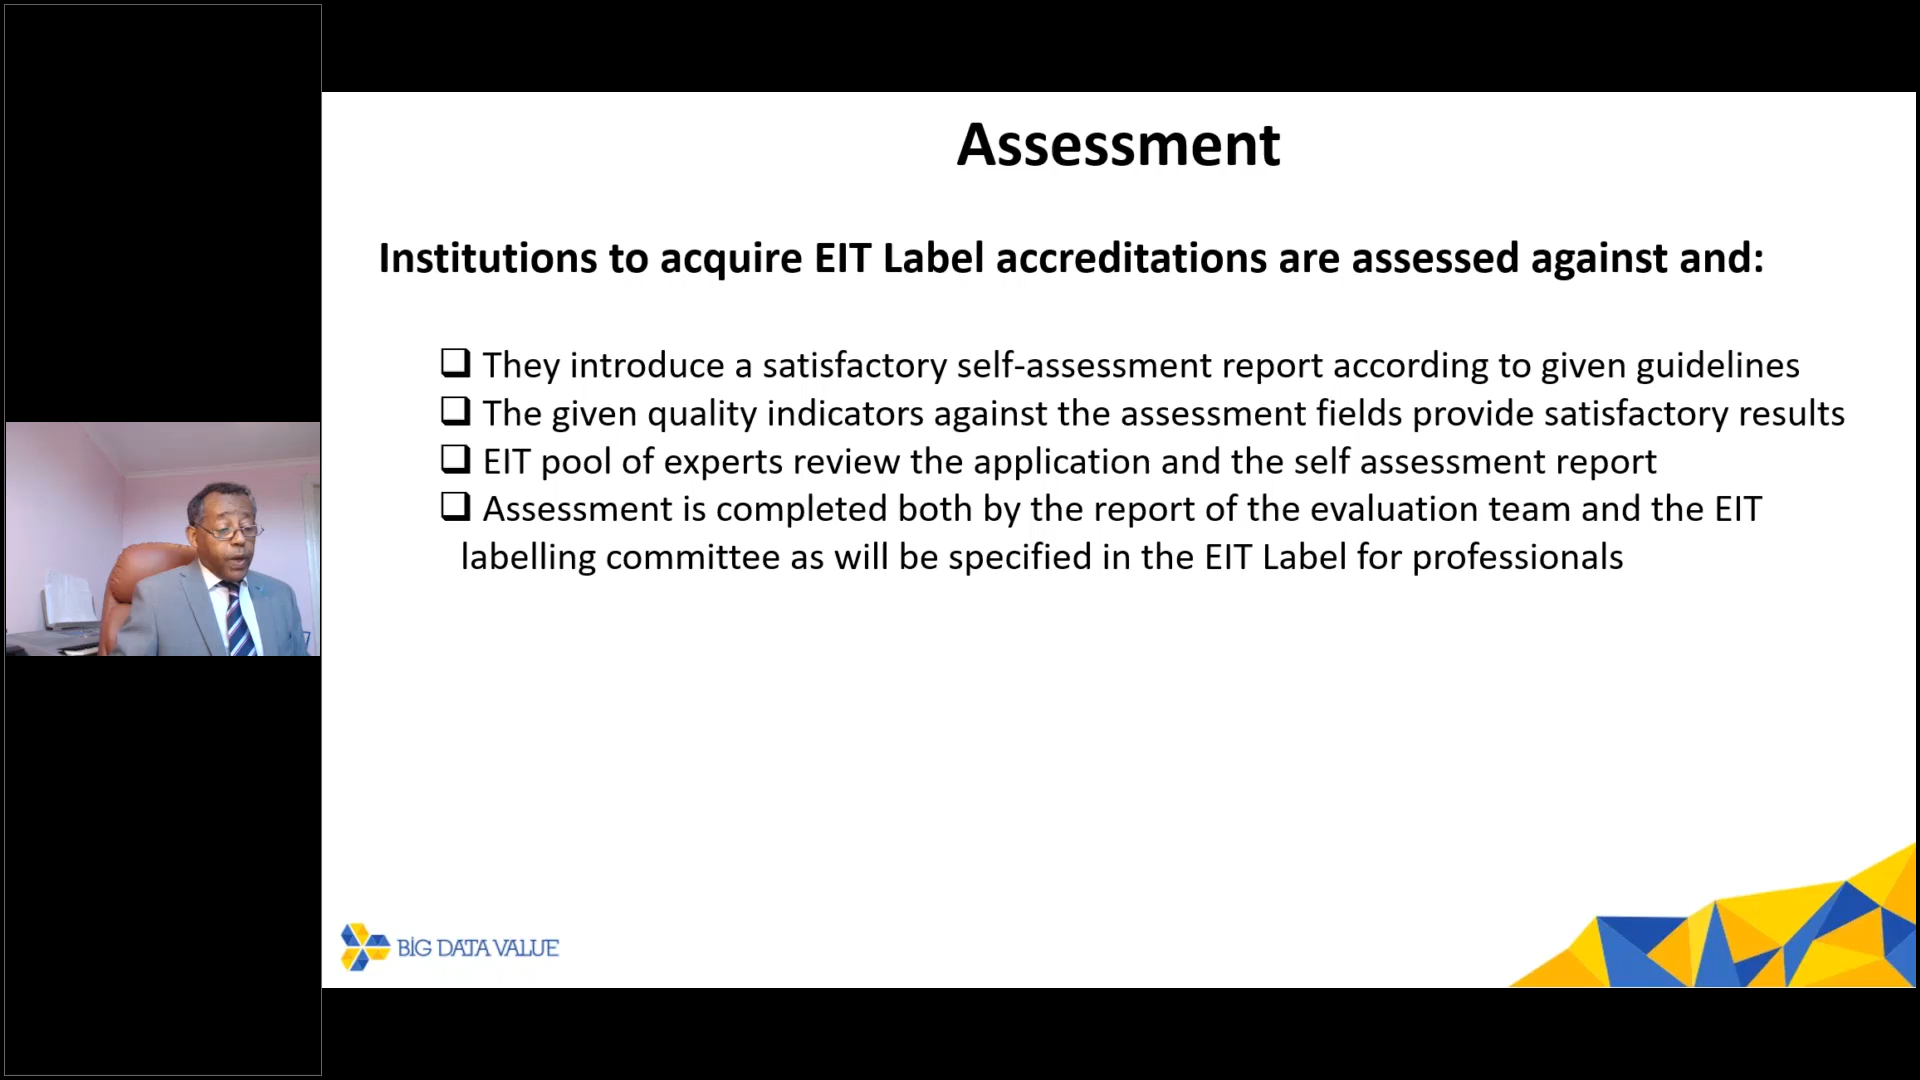 Assessment
Institutions to acquire EIT Label accreditations are assessed against and:
They introduce a satisfactory self-assessment report according to given guidelines
The given quality indicators against the assessment fields provide satisfactory results
EIT pool of experts review the application and the self assessment report
Assessment is completed both by the report of the evaluation team and the EIT
labelling committee as will be specified in the EIT Label for professionals
BIG DATA VALUE